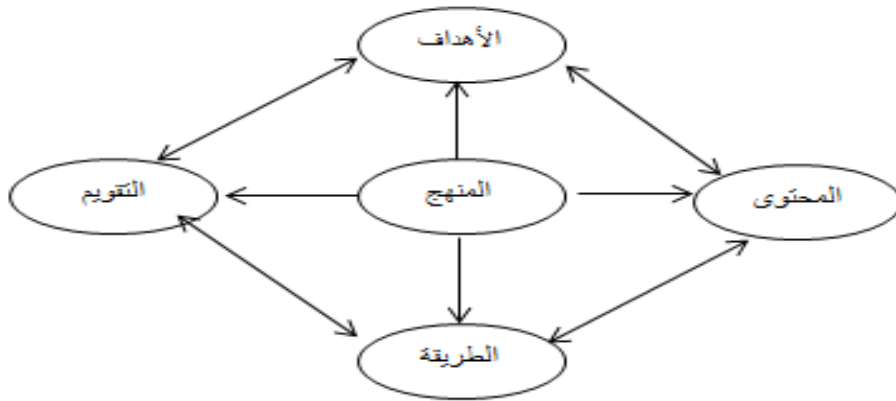 الأهداف
المحتوى
المنهج
التقويم
الطريقة